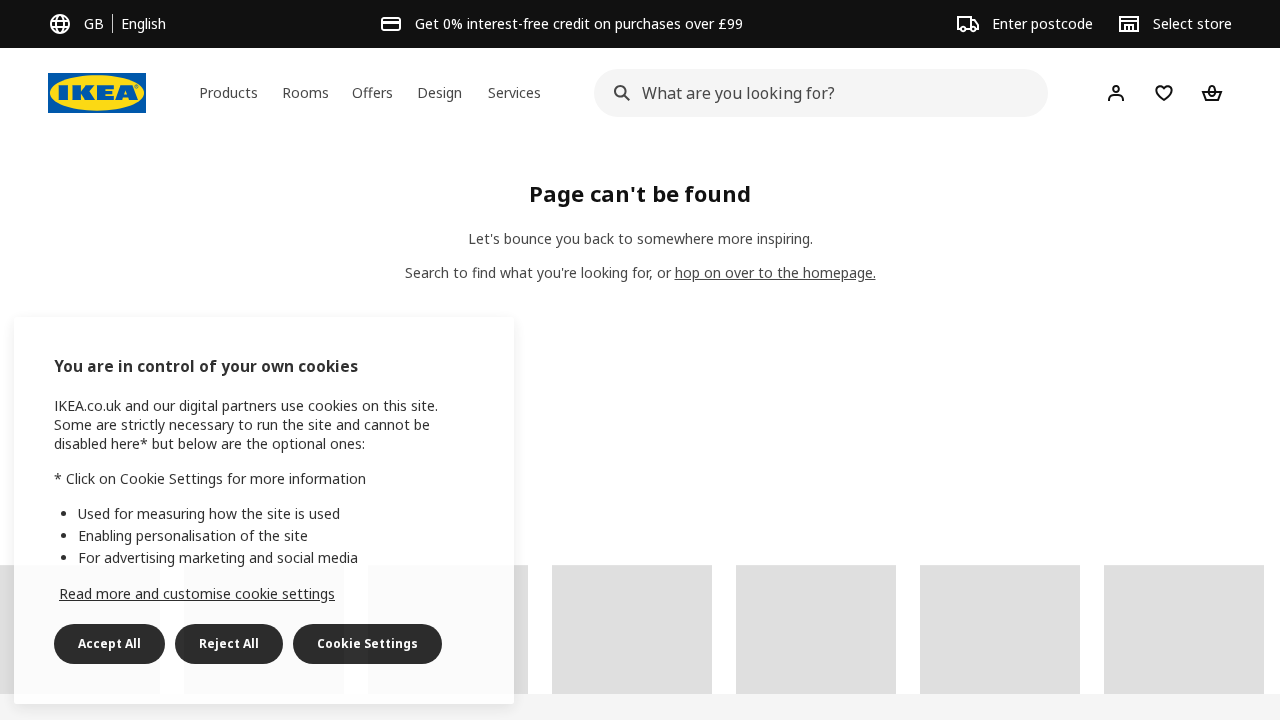 GB English
Get 0% interest-free credit on purchases over £99
Enter postcode
Select store
IKEA
Products
Rooms
Offers
Design
Services
What are you looking for?
Page can't be found
Let's bounce you back to somewhere more inspiring.
Search to find what you're looking for, or hop on over to the homepage.
You are in control of your own cookies
IKEA.co.uk and our digital partners use cookies on this site.
Some are strictly necessary to run the site and cannot be
disabled here* but below are the optional ones:
* Click on Cookie Settings for more information
Used for measuring how the site is used
Enabling personalisation of the site
For advertising marketing and social media
Read more and customise cookie settings
Accept All
Reject All
Cookie Settings